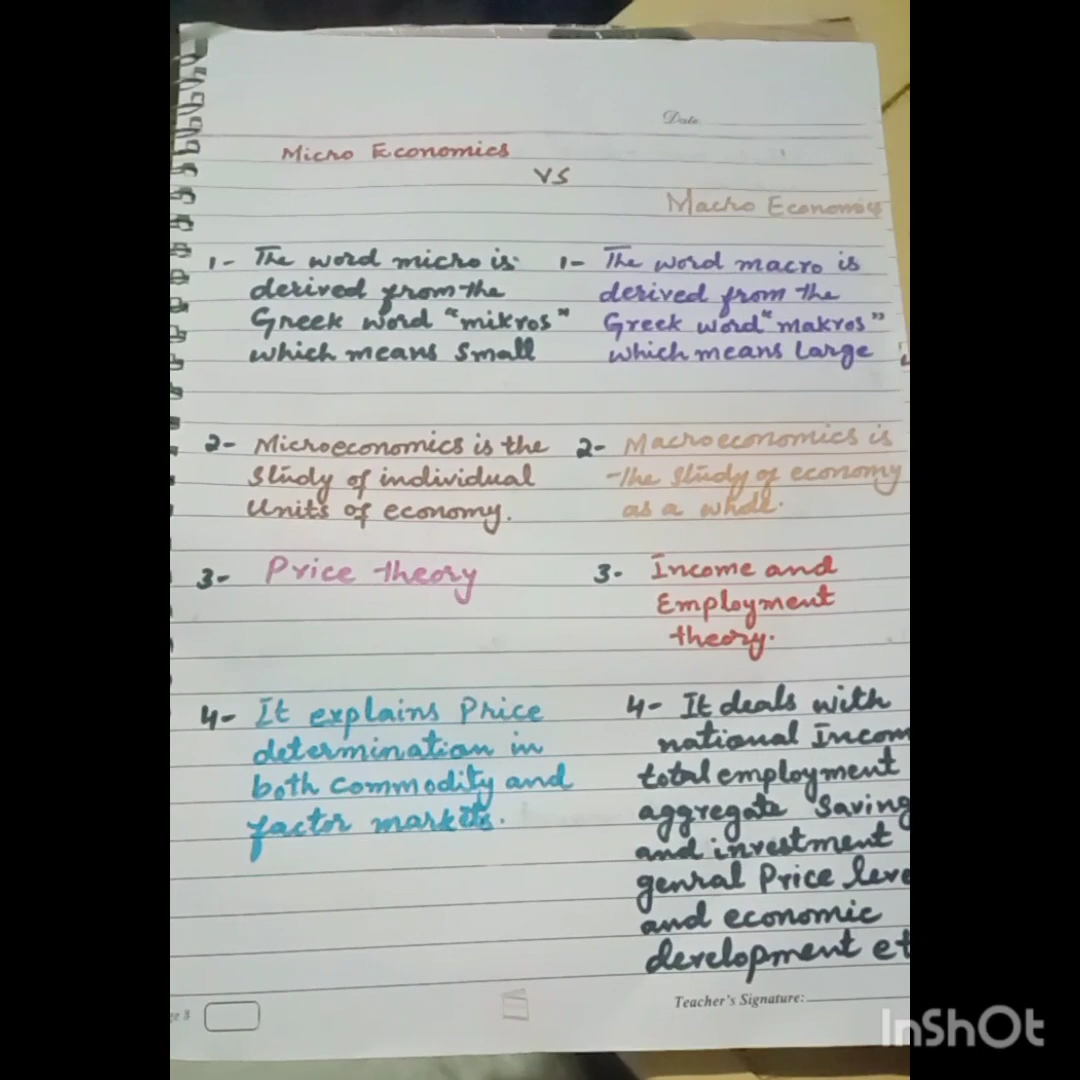 Date
Micro Economics
VS
Macro Economics
1- The word micro is
derived from the
Greek word "mikros"
which means small
1- The word macro is
derived from the
Greek word "makros"
which means large
2- Microeconomics is the
study of individual
units of economy.
2- Macroeconomics is
the study of economy
as a whole.
3- Price theory
3- Income and
Employment
theory.
4- It explains Price
determination in
both commodity and
factor markets.
4- It deals with
national Incom
total employment
aggregate saving
and investment
genral Price leve
and economic
development et
Teacher's Signature:
ge 3
InShOt